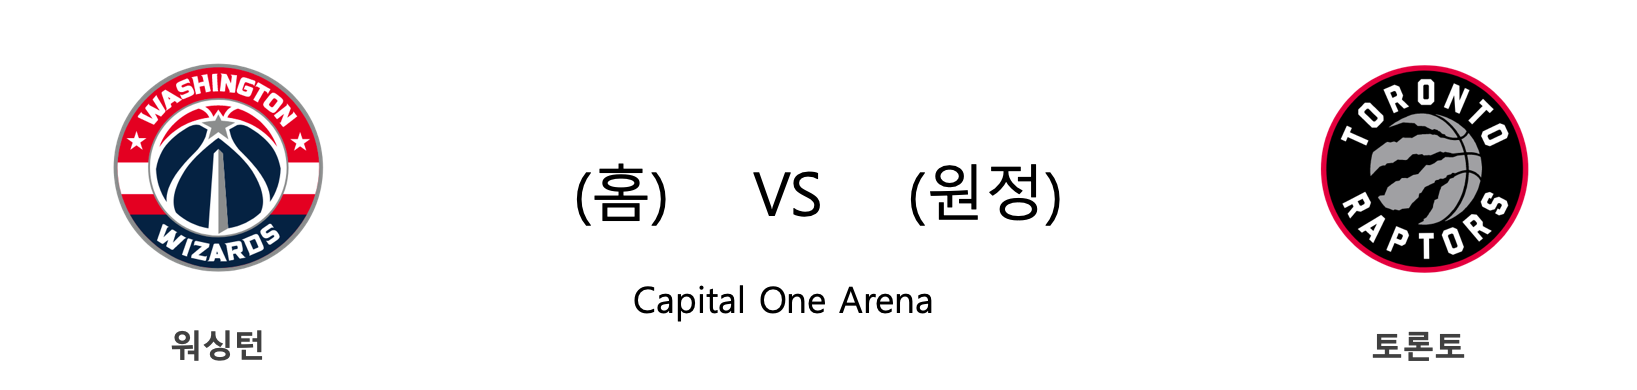 WASHINGTON
WIZARDS
(홈) VS (원정)
Capital One Arena
워싱턴
TORONTO
RAPTORS
토론토